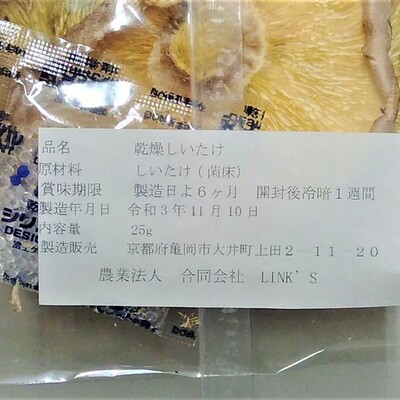 品名 乾燥しいたけ
原材料 しいたけ(菌床)
賞味期限 製造日よ6ヶ月 開封後冷暗1週間
製造年月日 令和3年11月10日
内容量 25g
製造販売 京都府亀岡市大井町上田2-11-20
農業法人 合同会社 LINK'S